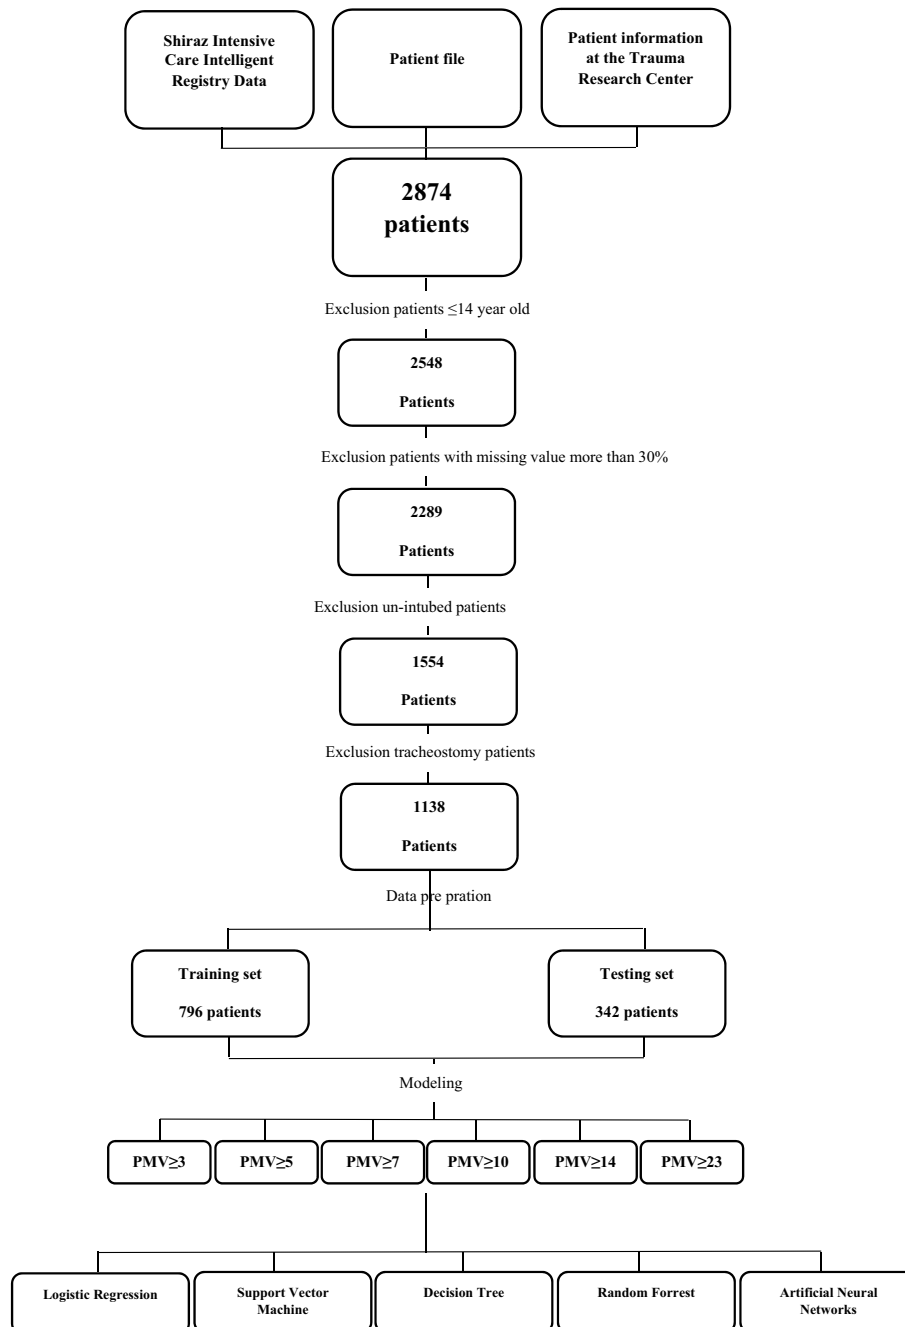 Shiraz Intensive
Care Intelligent
Registry Data
Patient file
Patient information
at the Trauma
Research Center
2874
patients
Exclusion patients ≤14 year old
2548
Patients
Exclusion patients with missing value more than 30%
2289
Patients
Exclusion un-intubed patients
1554
Patients
Exclusion tracheostomy patients
1138
Patients
Data pre pration
Training set
796 patients
Testing set
342 patients
Modeling
PMV≥3
PMV≥5
PMV≥7
PMV≥10
PMV≥14
PMV≥23
Logistic Regression
Support Vector
Machine
Decision Tree
Random Forrest
Artificial Neural
Networks